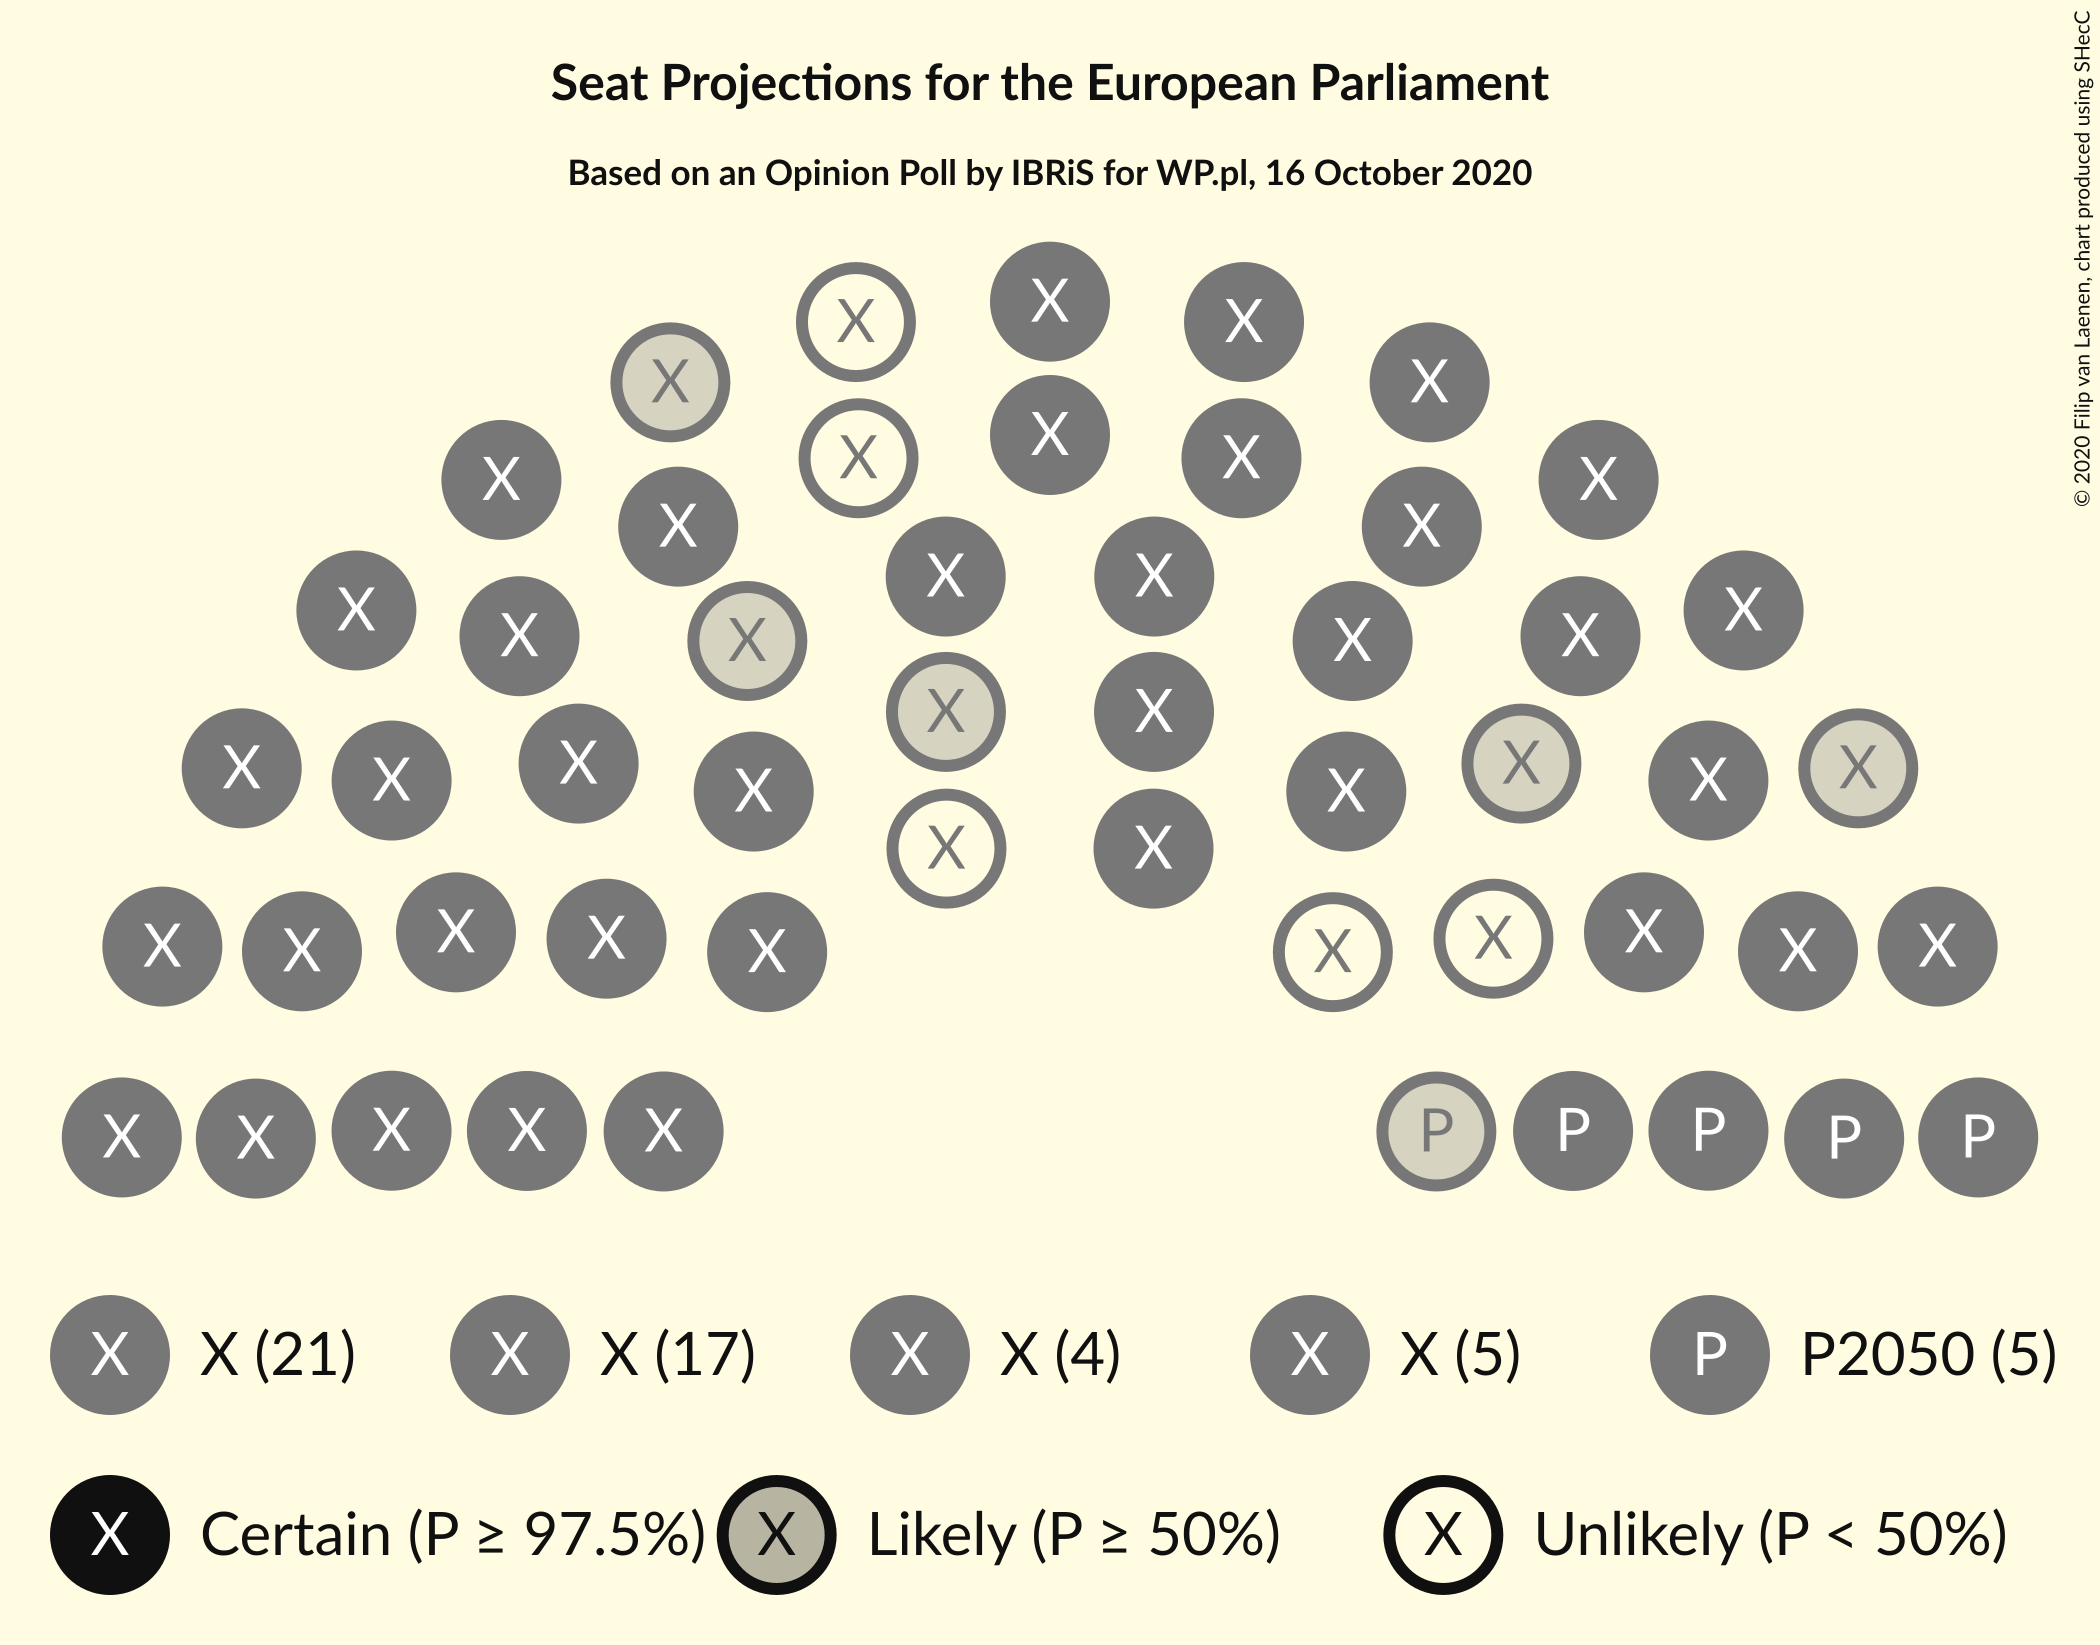 © 2020 Filip van Laenen, chart produced using SHecC
Seat Projections for the European Parliament
Based on an Opinion Poll by IBRiS for WP.pl, 16 October 2020
X X X
X X
X X X
X X
X X
X X
X X X X X X
X X
X X X X X X X X
X X
X X X X X X X X X X
X X X X X P P P P P
X X (21) X X (17) X X (4) X X (5) P P2050 (5)
X Certain (P ≥ 97.5%) X Likely (P ≥ 50%) X Unlikely (P < 50%)